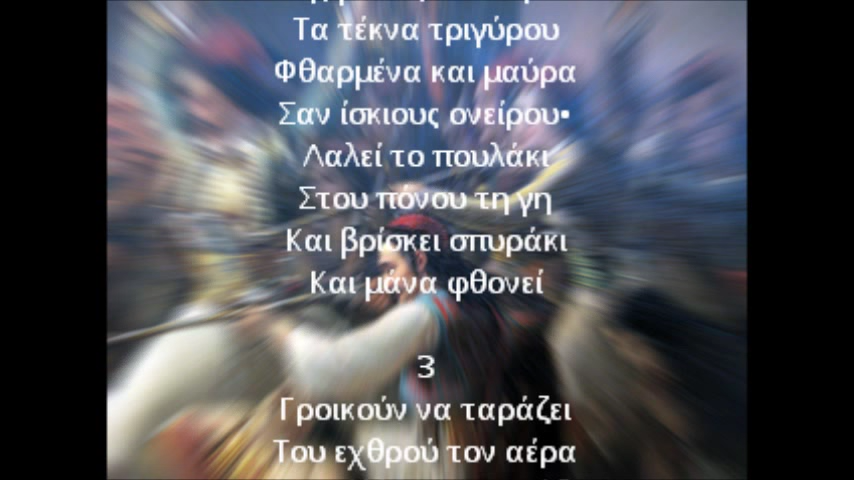 Τα τέκνα τριγύρου
Φθαρμένα και μαύρα
Σαν ίσκιους ονείρου•
Λαλεί το πουλάκι
Στου πόνου τη γη
Και βρίσκει σπυράκι
Και μάνα φθονεί
3
Γροικούν να ταράζει
Του εχθρού τον αέρα